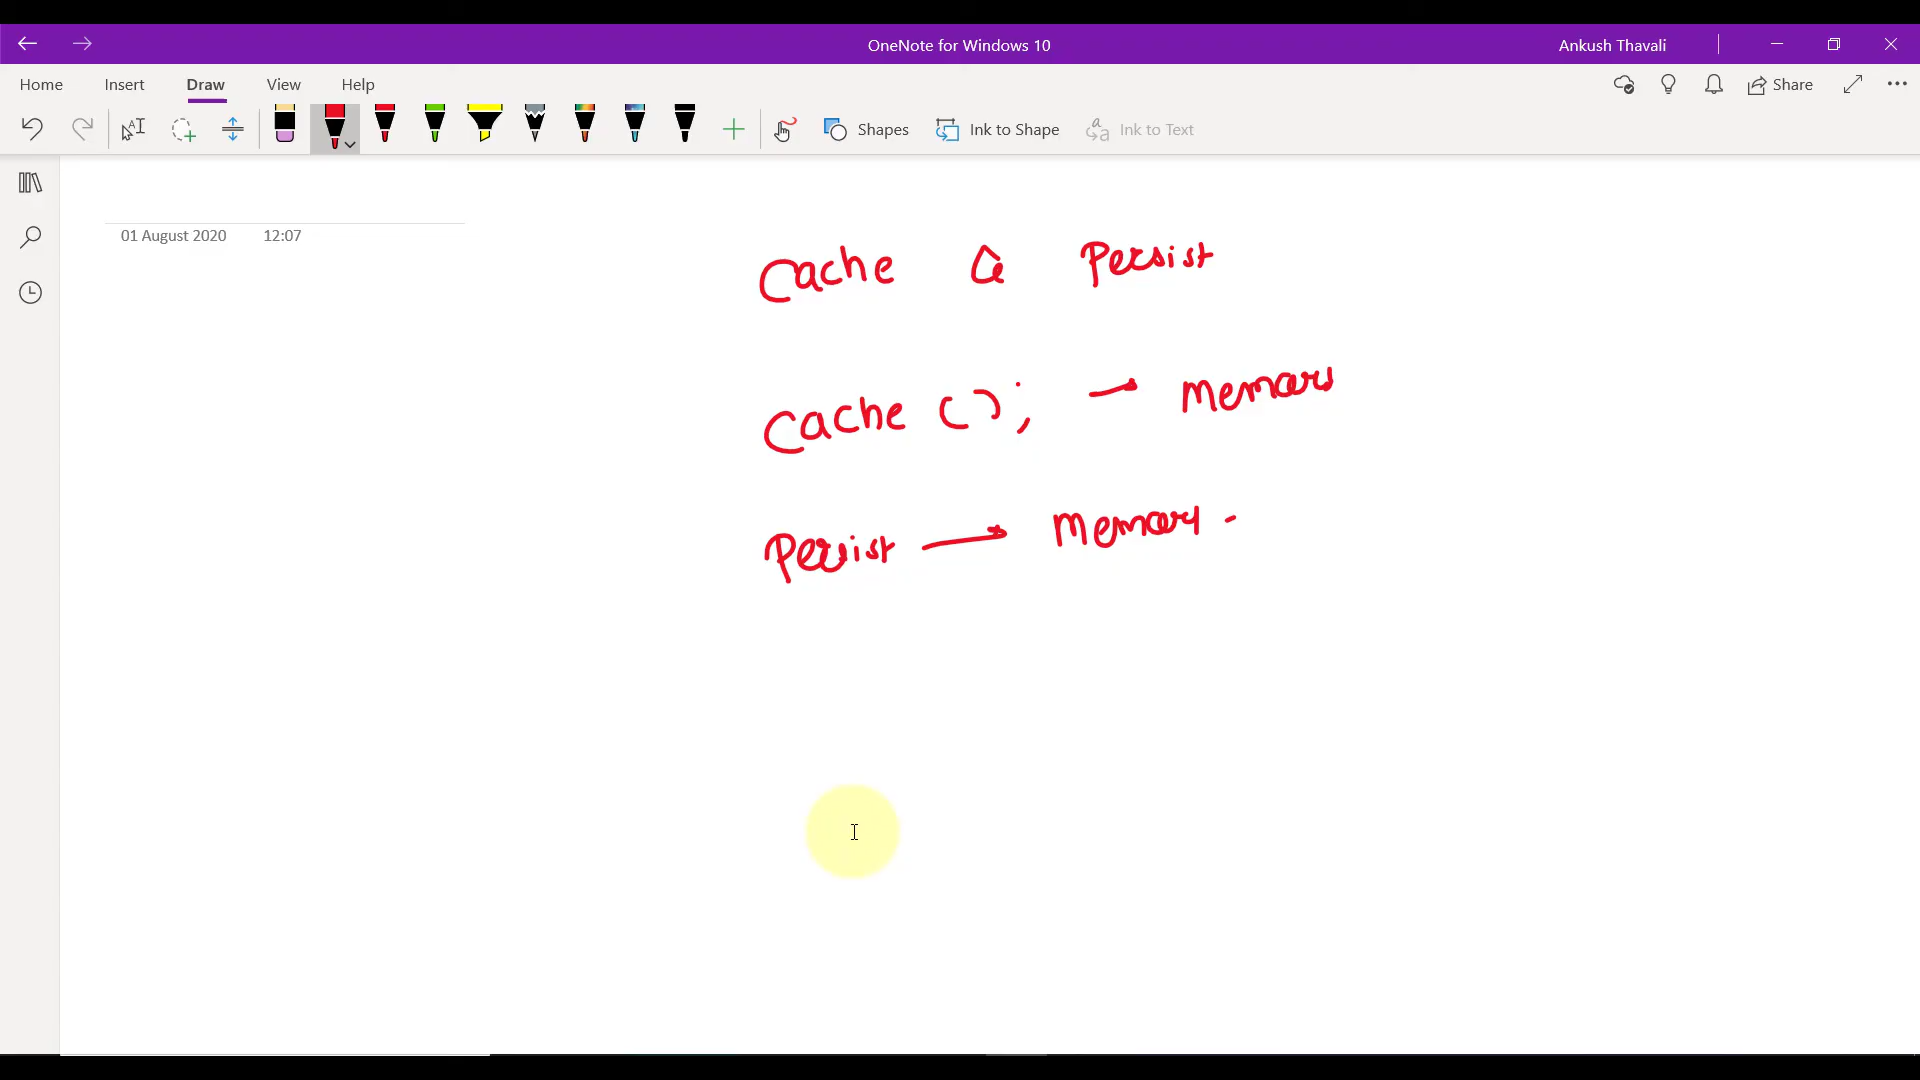 OneNote for Windows 10
Ankush Thavali
Home Insert Draw View Help
Share
Shapes Ink to Shape Ink to Text
01 August 2020 12:07
Cache & Persist
Cache (); → Memory
Persist → Memory -